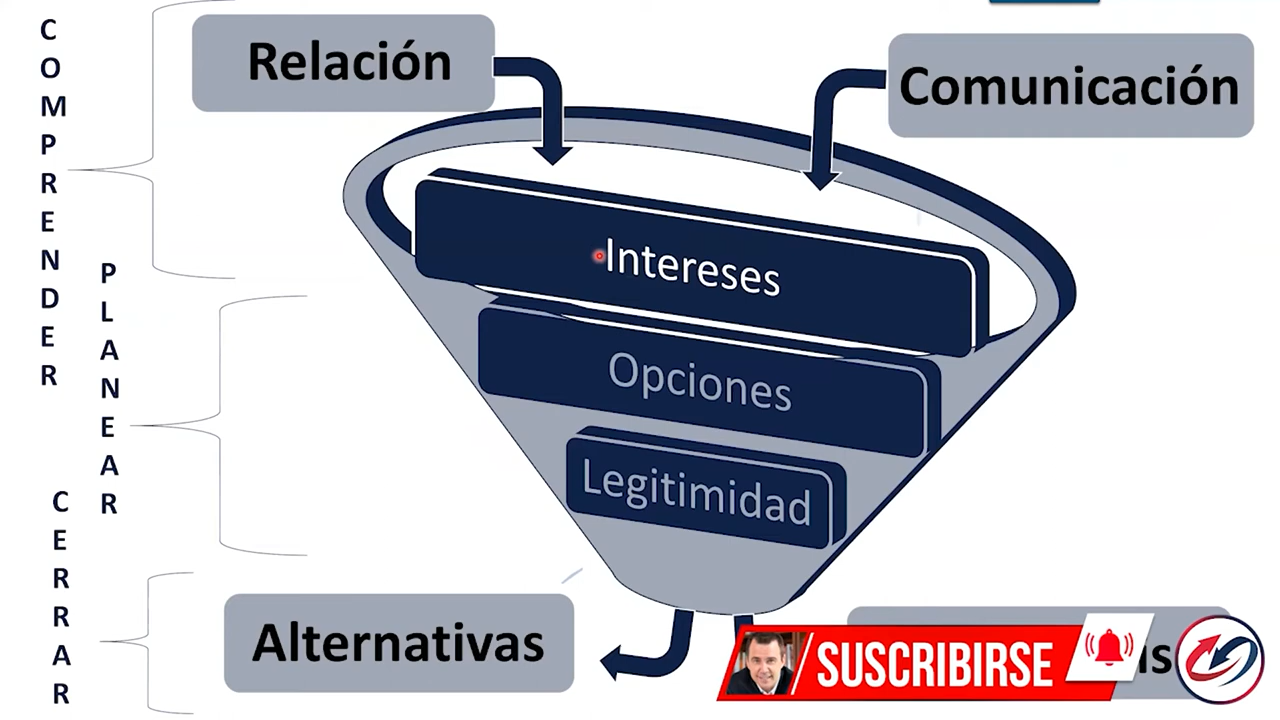 COMPRENDER
Relación
Comunicación
Intereses
PLANEAR
Opciones
Legitimidad
CERRAR
Alternativas
SUSCRIBIRSE